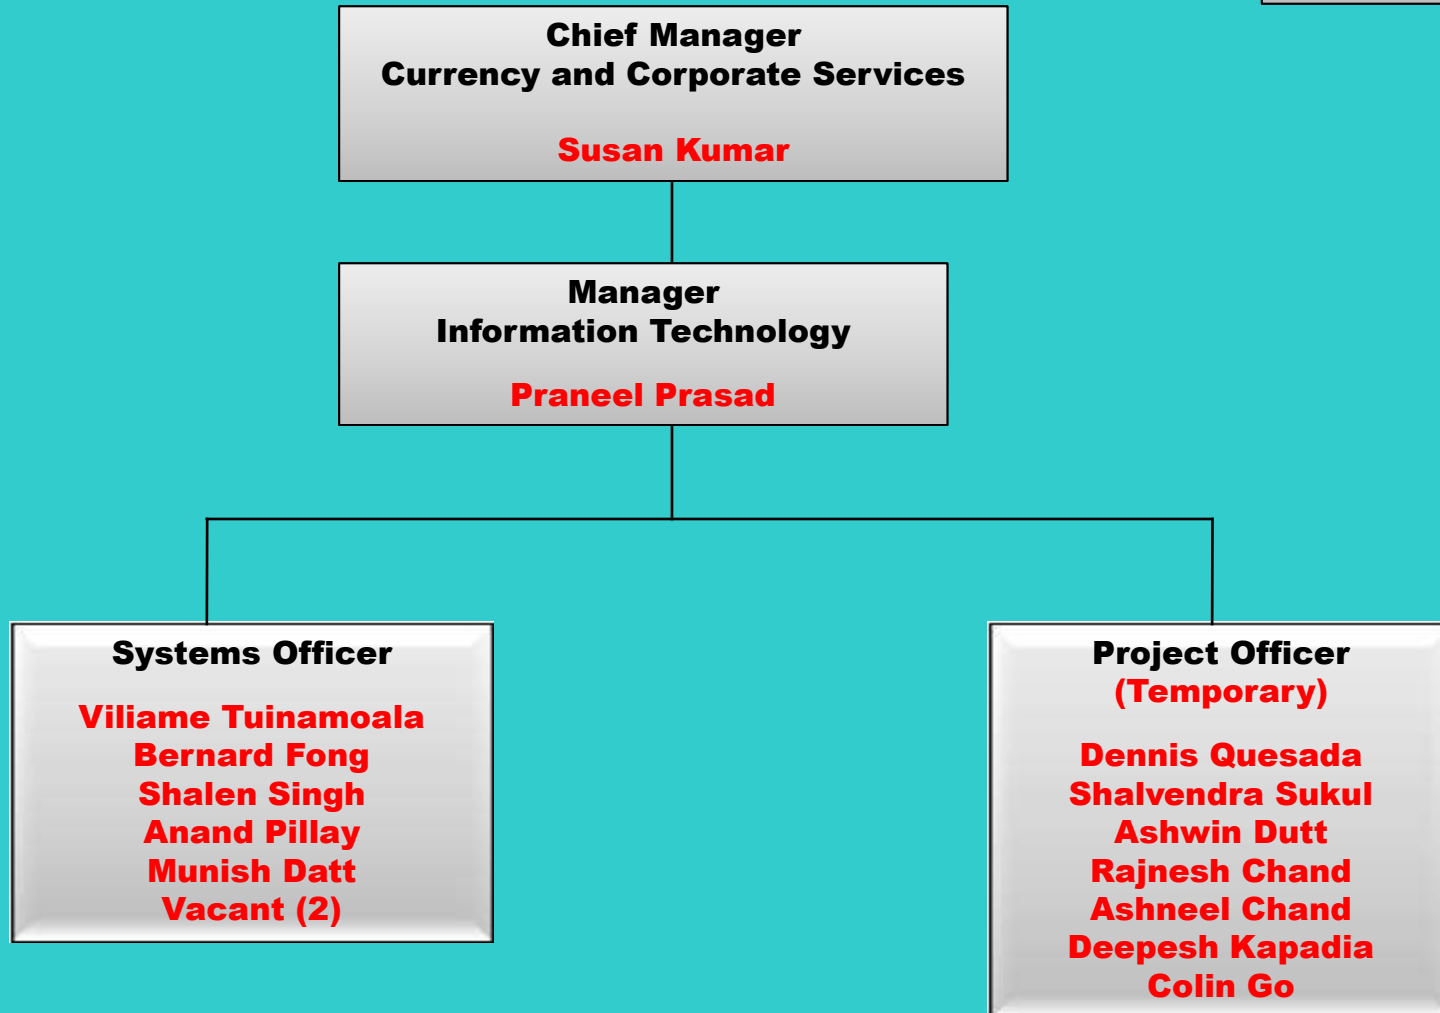 Chief Manager
Currency and Corporate Services
Susan Kumar
Manager
Information Technology
Praneel Prasad
Systems Officer
Viliame Tuinamoala
Bernard Fong
Shalen Singh
Anand Pillay
Munish Datt
Vacant (2)
Project Officer
(Temporary)
Dennis Quesada
Shalvendra Sukul
Ashwin Dutt
Rajnesh Chand
Ashneel Chand
Deepesh Kapadia
Colin Go